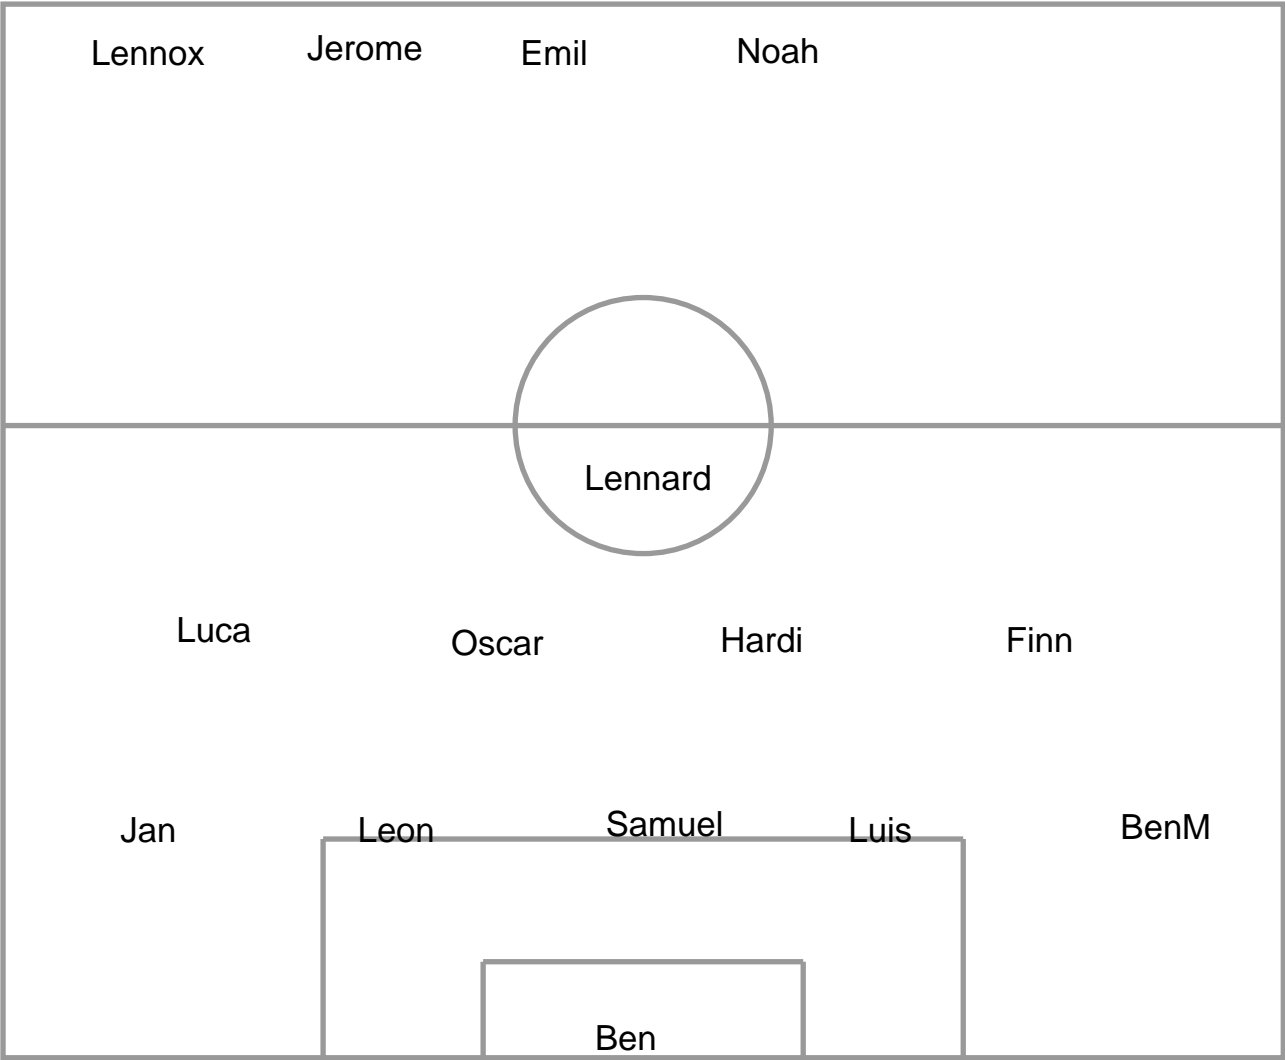 Lennox Jerome Emil Noah
Lennard
Luca Oscar Hardi Finn
Jan Leon Samuel Luis BenM
Ben